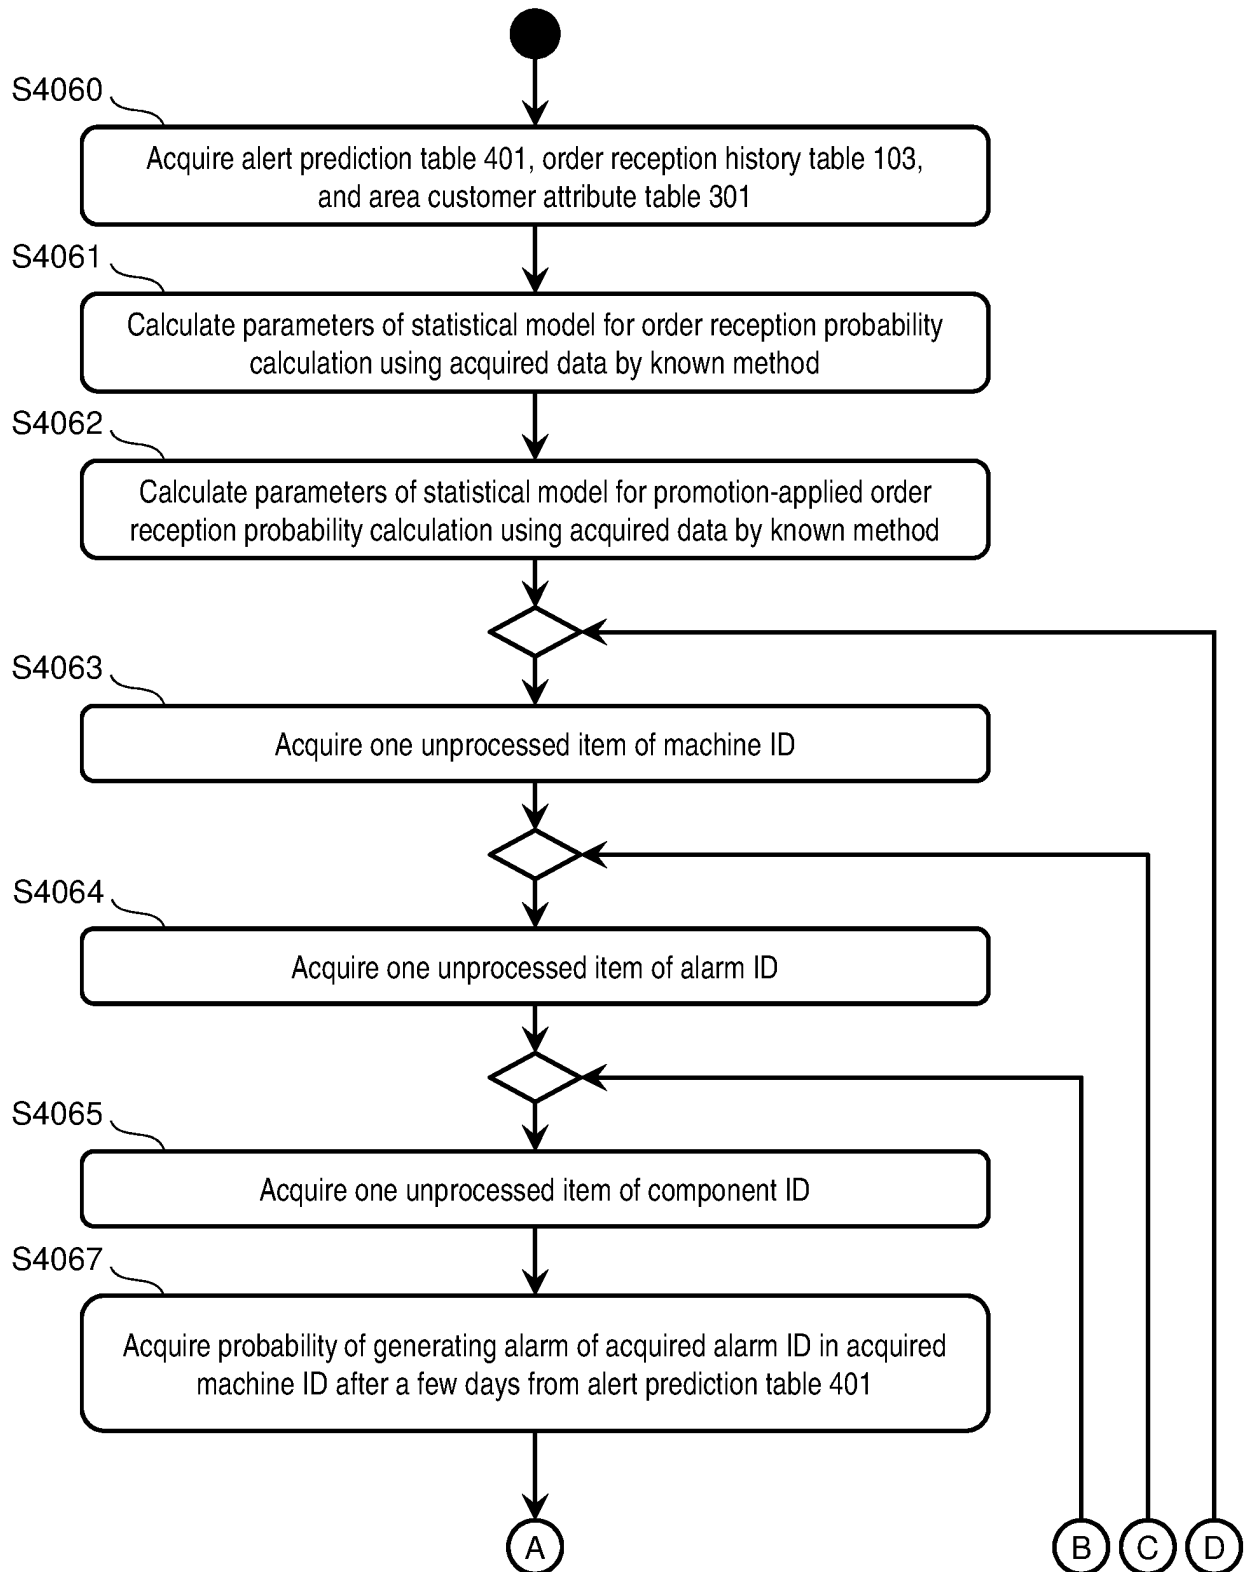 S4060
Acquire alert prediction table 401, order reception history table 103,
and area customer attribute table 301
S4061
Calculate parameters of statistical model for order reception probability
calculation using acquired data by known method
S4062
Calculate parameters of statistical model for promotion-applied order
reception probability calculation using acquired data by known method
S4063
Acquire one unprocessed item of machine ID
S4064
Acquire one unprocessed item of alarm ID
S4065
Acquire one unprocessed item of component ID
S4067
Acquire probability of generating alarm of acquired alarm ID in acquired
machine ID after a few days from alert prediction table 401
A
B
C
D